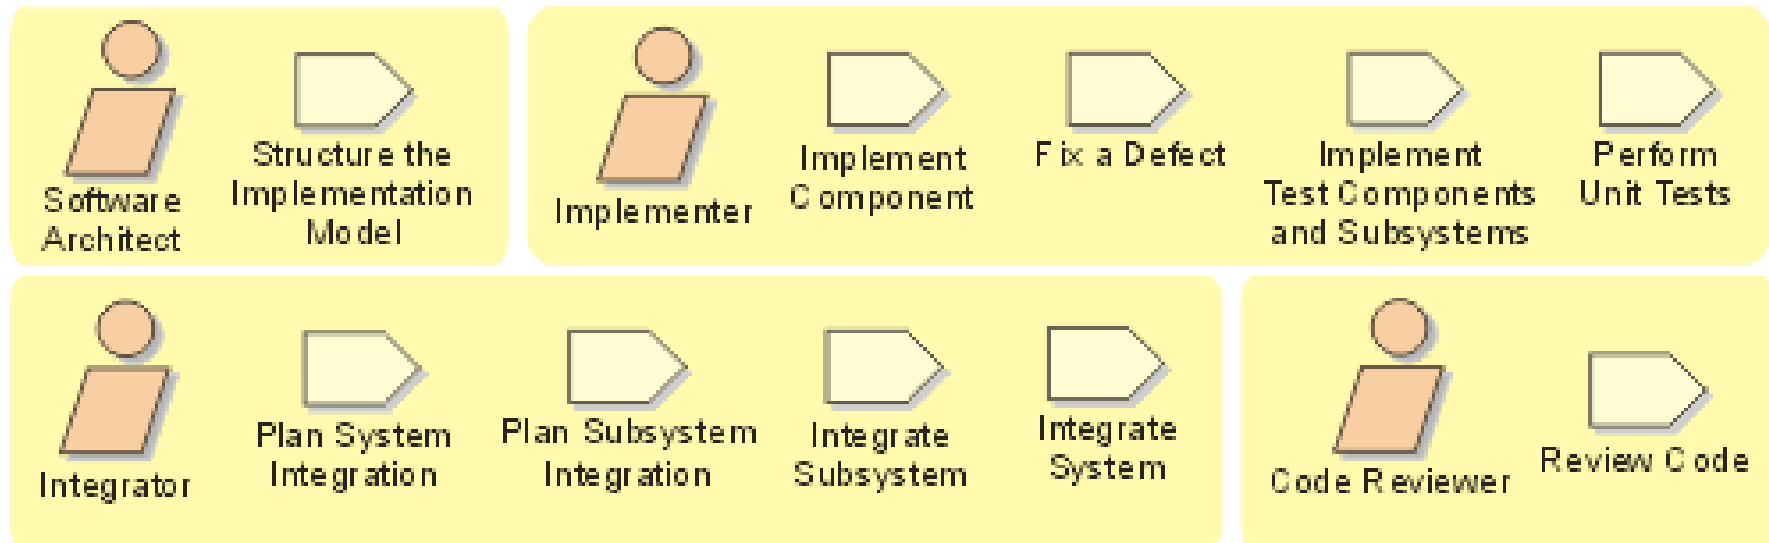 Software
Architect
Structure the
Implementation
Model
Implementer
Implement
Component
Fix a Defect
Implement
Test Components
and Subsystems
Perform
Unit Tests
Integrator
Plan System
Integration
Plan Subsystem
Integration
Integrate
Subsystem
Integrate
System
Code Reviewer
Review Code